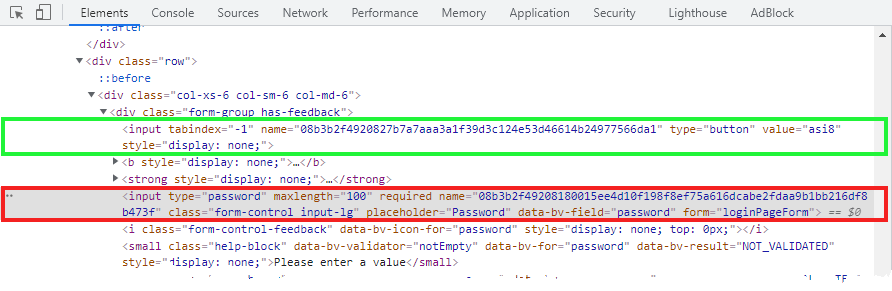 Elements Console Sources Network Performance Memory Application Security Lighthouse AdBlock
::after
</div>
<div class="row">
::before
<div class="col-xs-6 col-sm-6 col-md-6">
<div class="form-group has-feedback">
<input tabindex="-1" name="08b3b2f4920827b7a7aaa3a1f39d3c124e53d46614b24977566da1" type="button" value="asi8"
style="display: none;">
<b style="display: none;">…</b>
<strong style="display: none;">…</strong>
<input type="password" maxlength="100" required name="08b3b2f49208180015ee4d10f198f8ef75a616dcabe2fdaa9b1bb216df8
b473f" class="form-control input-lg" placeholder="Password" data-bv-field="password" form="loginPageForm"> == $0
<i class="form-control-feedback" data-bv-icon-for="password" style="display: none; top: 0px;"></i>
<small class="help-block" data-bv-validator="notEmpty" data-bv-for="password" data-bv-result="NOT_VALIDATED"
style="display: none;">Please enter a value</small>